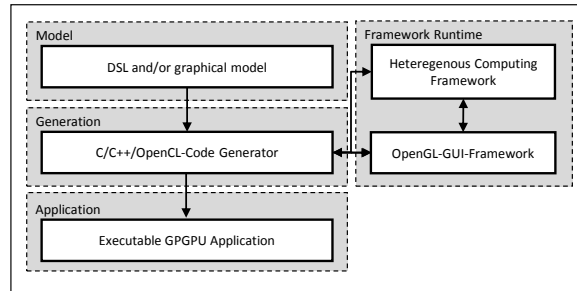 Model
DSL and/or graphical model
Generation
C/C++/OpenCL-Code Generator
Application
Executable GPGPU Application
Framework Runtime
Heteregenous Computing
Framework
OpenGL-GUI-Framework